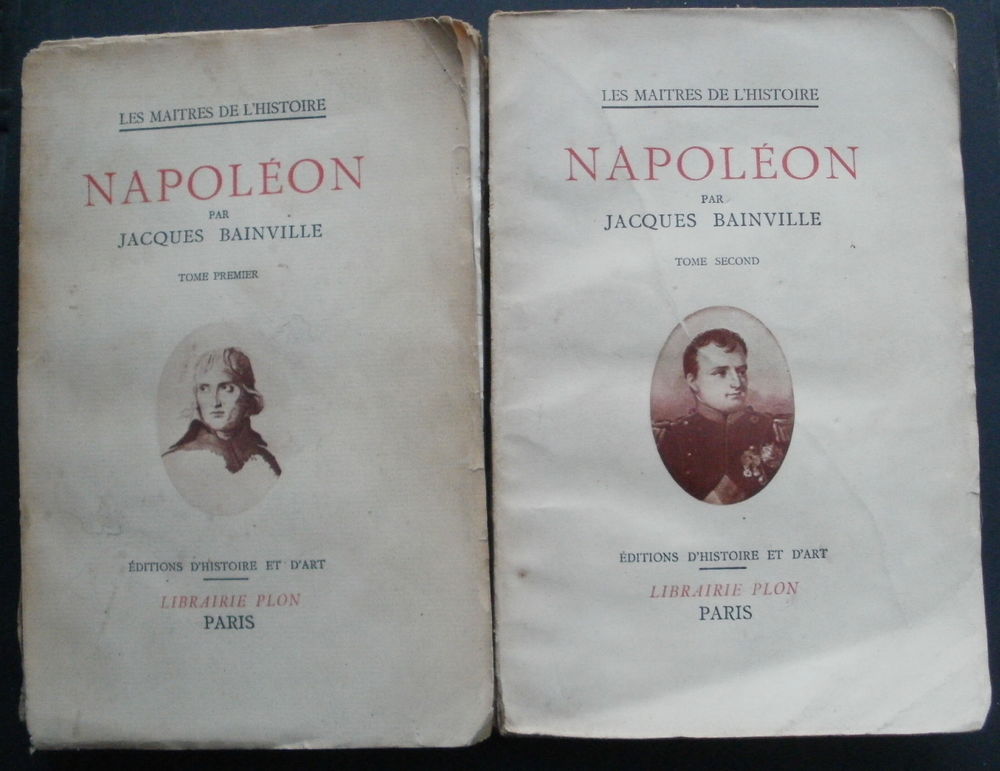 LES MAITRES DE L'HISTOIRE
NAPOLÉON
PAR
JACQUES BAINVILLE
TOME PREMIER
ÉDITIONS D'HISTOIRE ET D'ART
LIBRAIRIE PLON
PARIS
LES MAITRES DE L'HISTOIRE
NAPOLÉON
PAR
JACQUES BAINVILLE
TOME SECOND
ÉDITIONS D'HISTOIRE ET D'ART
LIBRAIRIE PLON
PARIS